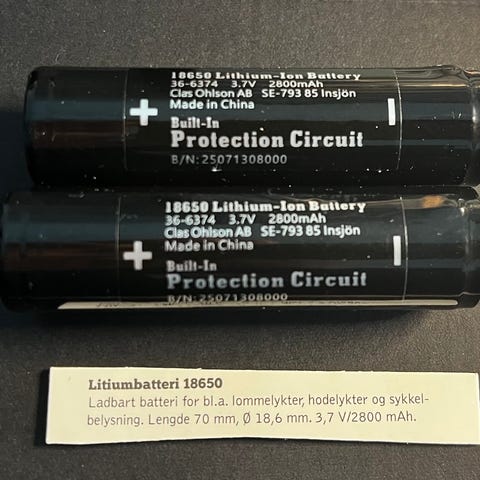 18650 Lithium-Ion Battery
36-6374 3.7V 2800mAh
Clas Ohlson AB SE-793 85 Insjön
Made in China
+ −
Built-In
Protection Circuit
B/N: 25071308000
18650 Lithium-Ion Battery
36-6374 3.7V 2800mAh
Clas Ohlson AB SE-793 85 Insjön
Made in China
+ −
Built-In
Protection Circuit
B/N: 25071308000
Litiumbatteri 18650
Ladbart batteri for bl.a. lommelykter, hodelykter og sykkel-
belysning. Lengde 70 mm, Ø 18,6 mm. 3,7 V/2800 mAh.